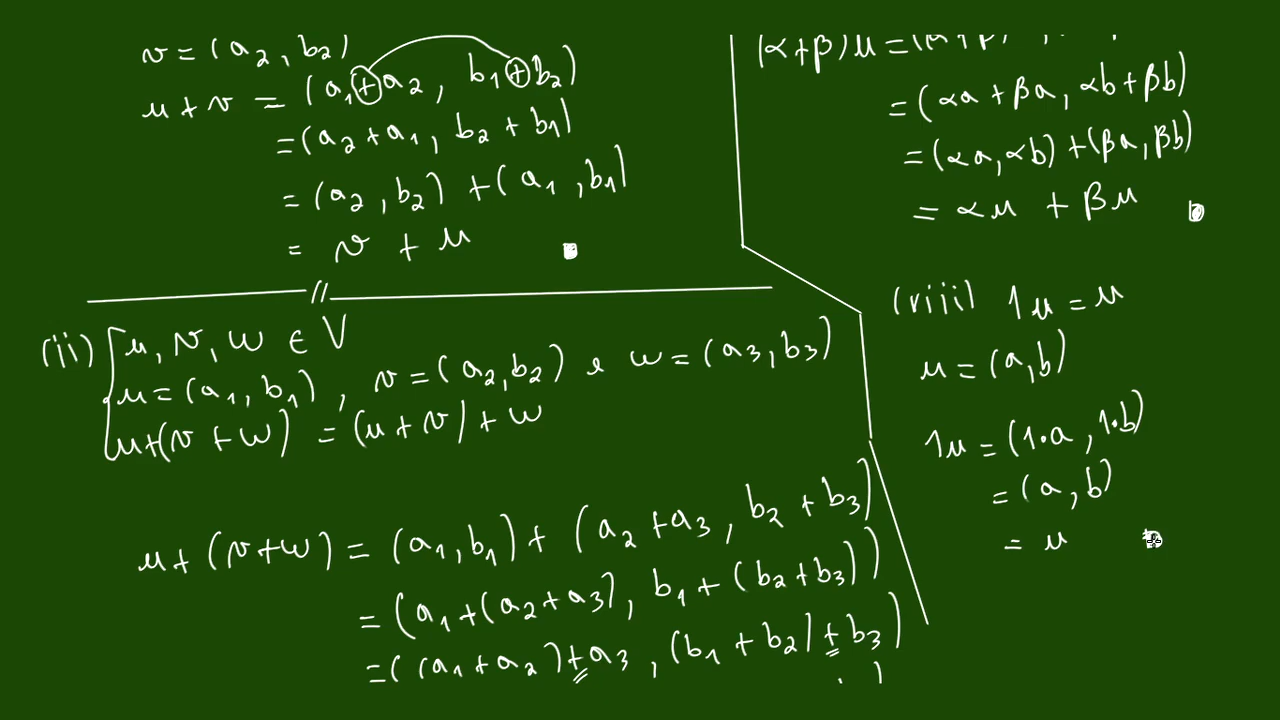 v = (a₂, b₂)
u + v = (a₁ + a₂, b₁ + b₂)
= (a₂ + a₁, b₂ + b₁)
= (a₂, b₂) + (a₁, b₁)
= v + u
(ii) u, v, w ∈ V
u = (a₁, b₁), v = (a₂, b₂) e w = (a₃, b₃)
u + (v + w) = (u + v) + w
u + (v + w) = (a₁, b₁) + (a₂ + a₃, b₂ + b₃)
= (a₁ + (a₂ + a₃), b₁ + (b₂ + b₃))
= ((a₁ + a₂) + a₃, (b₁ + b₂) + b₃)
(α + β)u =
= (αa + βa, αb + βb)
= (αa, αb) + (βa, βb)
= αu + βu
(viii) 1u = u
u = (a, b)
1u = (1·a, 1·b)
= (a, b)
= u